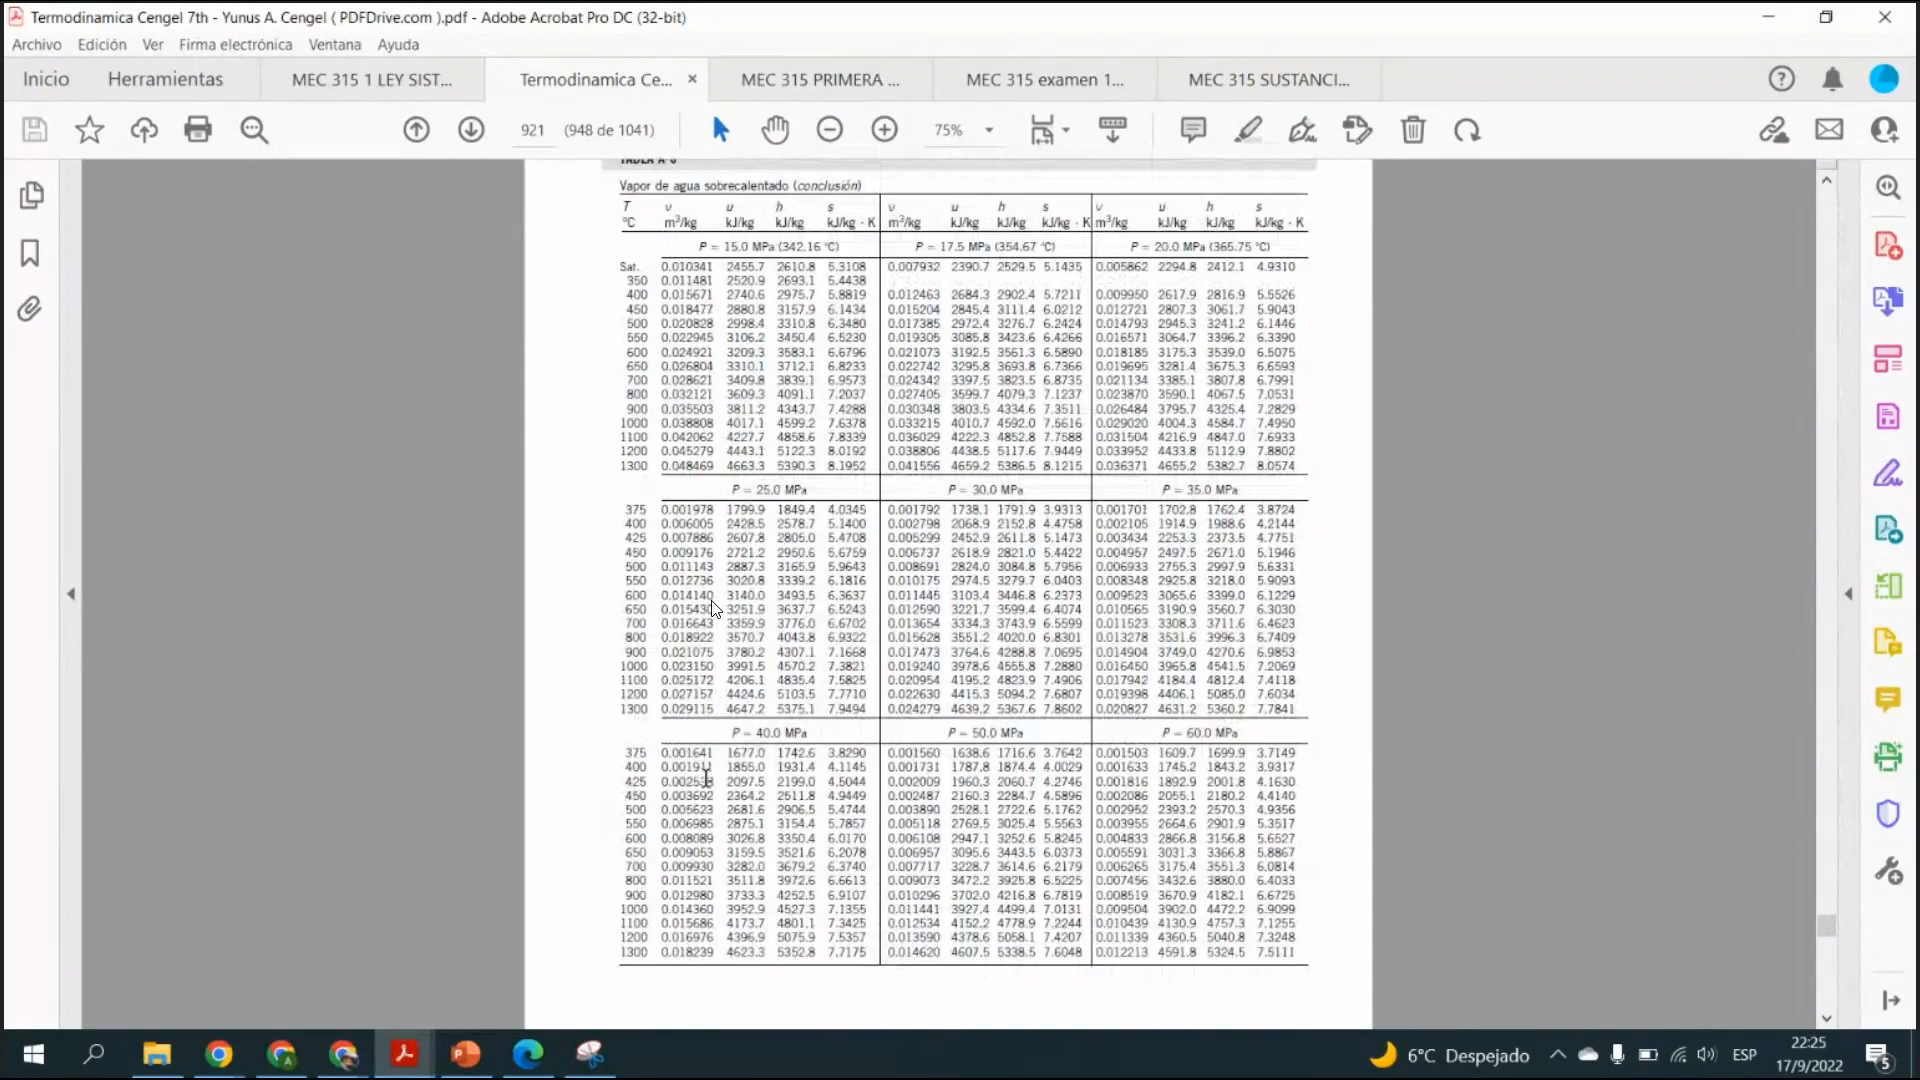 Termodinamica Cengel 7th - Yunus A. Cengel ( PDFDrive.com ).pdf - Adobe Acrobat Pro DC (32-bit)
Archivo Edición Ver Firma electrónica Ventana Ayuda
Inicio Herramientas MEC 315 1 LEY SIST... Termodinamica Ce... × MEC 315 PRIMERA ... MEC 315 examen 1... MEC 315 SUSTANCI...
921 (948 de 1041) 75%
Vapor de agua sobrecalentado (conclusión)
T v u h s v u h s v u h s
°C m³/kg kJ/kg kJ/kg kJ/kg · K m³/kg kJ/kg kJ/kg kJ/kg · K m³/kg kJ/kg kJ/kg kJ/kg · K
P = 15.0 MPa (342.16 °C) P = 17.5 MPa (354.67 °C) P = 20.0 MPa (365.75 °C)
Sat. 0.010341 2455.7 2610.8 5.3108 0.007932 2390.7 2529.5 5.1435 0.005862 2294.8 2412.1 4.9310
350 0.011481 2520.9 2693.1 5.4438
400 0.015671 2740.6 2975.7 5.8819 0.012463 2684.3 2902.4 5.7211 0.009950 2617.9 2816.9 5.5526
450 0.018477 2880.8 3157.9 6.1434 0.015204 2845.4 3111.4 6.0212 0.012721 2807.3 3061.7 5.9043
500 0.020828 2998.4 3310.8 6.3480 0.017385 2972.4 3276.7 6.2424 0.014793 2945.3 3241.2 6.1446
550 0.022945 3106.2 3450.4 6.5230 0.019305 3085.8 3423.6 6.4266 0.016571 3064.7 3396.2 6.3390
600 0.024921 3209.3 3583.1 6.6796 0.021073 3192.5 3561.3 6.5890 0.018185 3175.3 3539.0 6.5075
650 0.026804 3310.1 3712.1 6.8233 0.022742 3295.8 3693.8 6.7366 0.019695 3281.4 3675.3 6.6593
700 0.028621 3409.8 3839.1 6.9573 0.024342 3397.5 3823.5 6.8735 0.021134 3385.1 3807.8 6.7991
800 0.032121 3609.3 4091.1 7.2037 0.027405 3599.7 4079.3 7.1237 0.023870 3590.1 4067.5 7.0531
900 0.035503 3811.2 4343.7 7.4288 0.030348 3803.5 4334.6 7.3511 0.026484 3795.7 4325.4 7.2829
1000 0.038808 4017.1 4599.2 7.6378 0.033215 4010.7 4592.0 7.5616 0.029020 4004.3 4584.7 7.4950
1100 0.042062 4227.7 4858.6 7.8339 0.036029 4222.3 4852.8 7.7588 0.031504 4216.9 4847.0 7.6933
1200 0.045279 4443.1 5122.3 8.0192 0.038806 4438.5 5117.6 7.9449 0.033952 4433.8 5112.9 7.8802
1300 0.048469 4663.3 5390.3 8.1952 0.041556 4659.2 5386.5 8.1215 0.036371 4655.2 5382.7 8.0574
P = 25.0 MPa P = 30.0 MPa P = 35.0 MPa
375 0.001978 1799.9 1849.4 4.0345 0.001792 1738.1 1791.9 3.9313 0.001701 1702.8 1762.4 3.8724
400 0.006005 2428.5 2578.7 5.1400 0.002798 2068.9 2152.8 4.4758 0.002105 1914.9 1988.6 4.2144
425 0.007886 2607.8 2805.0 5.4708 0.005299 2452.9 2611.8 5.1473 0.003434 2253.3 2373.5 4.7751
450 0.009176 2721.2 2950.6 5.6759 0.006737 2618.9 2821.0 5.4422 0.004957 2497.5 2671.0 5.1946
500 0.011143 2887.3 3165.9 5.9643 0.008691 2824.0 3084.8 5.7956 0.006933 2755.3 2997.9 5.6331
550 0.012736 3020.8 3339.2 6.1816 0.010175 2974.5 3279.7 6.0403 0.008348 2925.8 3218.0 5.9093
600 0.014140 3140.0 3493.5 6.3637 0.011445 3103.4 3446.8 6.2373 0.009523 3065.6 3399.0 6.1229
650 0.015430 3251.9 3637.7 6.5243 0.012590 3221.7 3599.4 6.4074 0.010565 3190.9 3560.7 6.3030
700 0.016643 3359.9 3776.0 6.6702 0.013654 3334.3 3743.9 6.5599 0.011523 3308.3 3711.6 6.4623
800 0.018922 3570.7 4043.8 6.9322 0.015628 3551.2 4020.0 6.8301 0.013278 3531.6 3996.3 6.7409
900 0.021075 3780.2 4307.1 7.1668 0.017473 3764.6 4288.8 7.0695 0.014904 3749.0 4270.6 6.9853
1000 0.023150 3991.5 4570.2 7.3821 0.019240 3978.6 4555.8 7.2880 0.016450 3965.8 4541.5 7.2069
1100 0.025172 4206.1 4835.4 7.5825 0.020954 4195.2 4823.9 7.4906 0.017942 4184.4 4812.4 7.4118
1200 0.027157 4424.6 5103.5 7.7710 0.022630 4415.3 5094.2 7.6807 0.019398 4406.1 5085.0 7.6034
1300 0.029115 4647.2 5375.1 7.9494 0.024279 4639.2 5367.6 7.8602 0.020827 4631.2 5360.2 7.7841
P = 40.0 MPa P = 50.0 MPa P = 60.0 MPa
375 0.001641 1677.0 1742.6 3.8290 0.001560 1638.6 1716.6 3.7642 0.001503 1609.7 1699.9 3.7149
400 0.001911 1855.0 1931.4 4.1145 0.001731 1787.8 1874.4 4.0029 0.001633 1745.2 1843.2 3.9317
425 2097.5 2199.0 4.5044 0.002009 1960.3 2060.7 4.2746 0.001816 1892.9 2001.8 4.1630
450 0.003692 2364.2 2511.8 4.9449 0.002487 2160.3 2284.7 4.5896 0.002086 2055.1 2180.2 4.4140
500 0.005623 2681.6 2906.5 5.4744 0.003890 2528.1 2722.6 5.1762 0.002952 2393.2 2570.3 4.9356
550 0.006985 2875.1 3154.4 5.7857 0.005118 2769.5 3025.4 5.5563 0.003955 2664.6 2901.9 5.3517
600 0.008089 3026.8 3350.4 6.0170 0.006108 2947.1 3252.6 5.8245 0.004833 2866.8 3156.8 5.6527
650 0.009053 3159.5 3521.6 6.2078 0.006957 3095.6 3443.5 6.0373 0.005591 3031.3 3366.8 5.8867
700 0.009930 3282.0 3679.2 6.3740 0.007717 3228.7 3614.6 6.2179 0.006265 3175.4 3551.3 6.0814
800 0.011521 3511.8 3972.6 6.6613 0.009073 3472.2 3925.8 6.5225 0.007456 3432.6 3880.0 6.4033
900 0.012980 3733.3 4252.5 6.9107 0.010296 3702.0 4216.8 6.7819 0.008519 3670.9 4182.1 6.6725
1000 0.014360 3952.9 4527.3 7.1355 0.011441 3927.4 4499.4 7.0131 0.009504 3902.0 4472.2 6.9099
1100 0.015686 4173.7 4801.1 7.3425 0.012534 4152.2 4778.9 7.2244 0.010439 4130.9 4757.3 7.1255
1200 0.016976 4396.9 5075.9 7.5357 0.013590 4378.6 5058.1 7.4207 0.011339 4360.5 5040.8 7.3248
1300 0.018239 4623.3 5352.8 7.7175 0.014620 4607.5 5338.5 7.6048 0.012213 4591.8 5324.5 7.5111
6°C Despejado ESP 22:25
17/9/2022 5